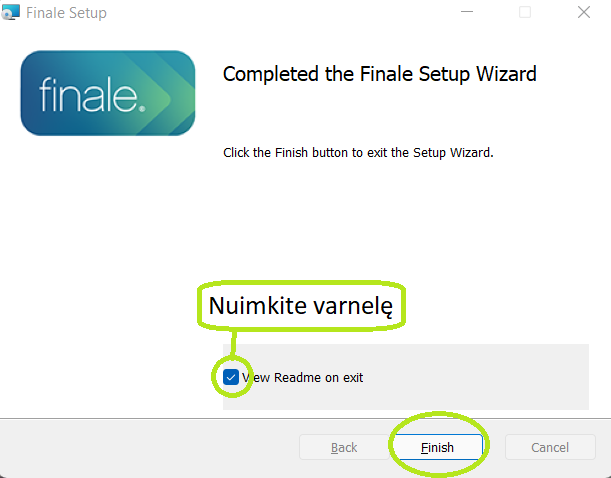 Finale Setup
finale.
Completed the Finale Setup Wizard
Click the Finish button to exit the Setup Wizard.
Nuimkite varnelę
View Readme on exit
Back
Finish
Cancel